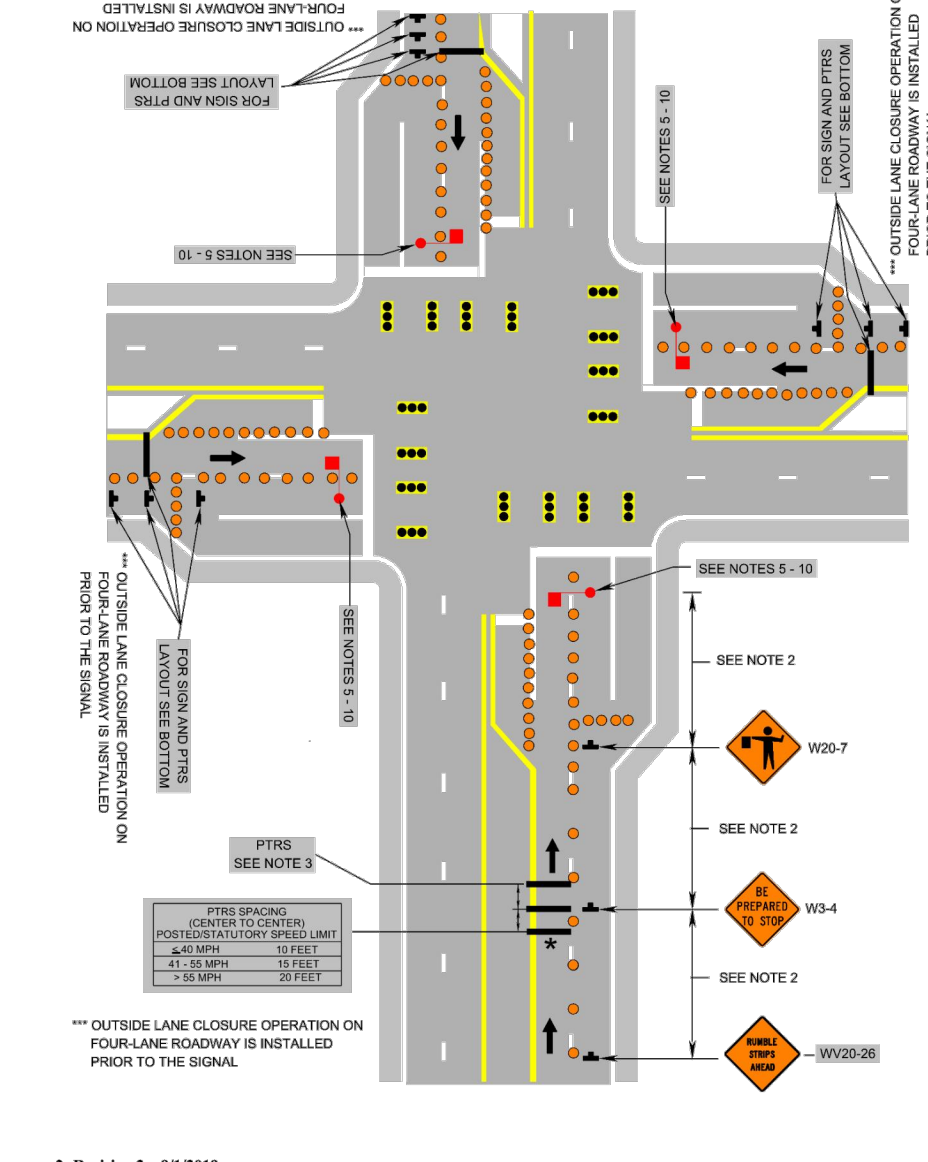 *** OUTSIDE LANE CLOSURE OPERATION ON
FOUR-LANE ROADWAY IS INSTALLED
FOR SIGN AND PTRS
LAYOUT SEE BOTTOM
SEE NOTES 5 - 10
SEE NOTES 5 - 10
FOR SIGN AND PTRS
LAYOUT SEE BOTTOM
*** OUTSIDE LANE CLOSURE OPERATION
FOUR-LANE ROADWAY IS INSTALLED
*** OUTSIDE LANE CLOSURE OPERATION ON
FOUR-LANE ROADWAY IS INSTALLED
PRIOR TO THE SIGNAL
FOR SIGN AND PTRS
LAYOUT SEE BOTTOM
SEE NOTES 5 - 10
SEE NOTES 5 - 10
SEE NOTE 2
W20-7
SEE NOTE 2
BE
PREPARED
TO STOP
W3-4
SEE NOTE 2
RUMBLE
STRIPS
AHEAD
WV20-26
PTRS
SEE NOTE 3
PTRS SPACING
(CENTER TO CENTER)
POSTED/STATUTORY SPEED LIMIT
≤40 MPH 10 FEET
41 - 55 MPH 15 FEET
> 55 MPH 20 FEET
*
*** OUTSIDE LANE CLOSURE OPERATION ON
FOUR-LANE ROADWAY IS INSTALLED
PRIOR TO THE SIGNAL